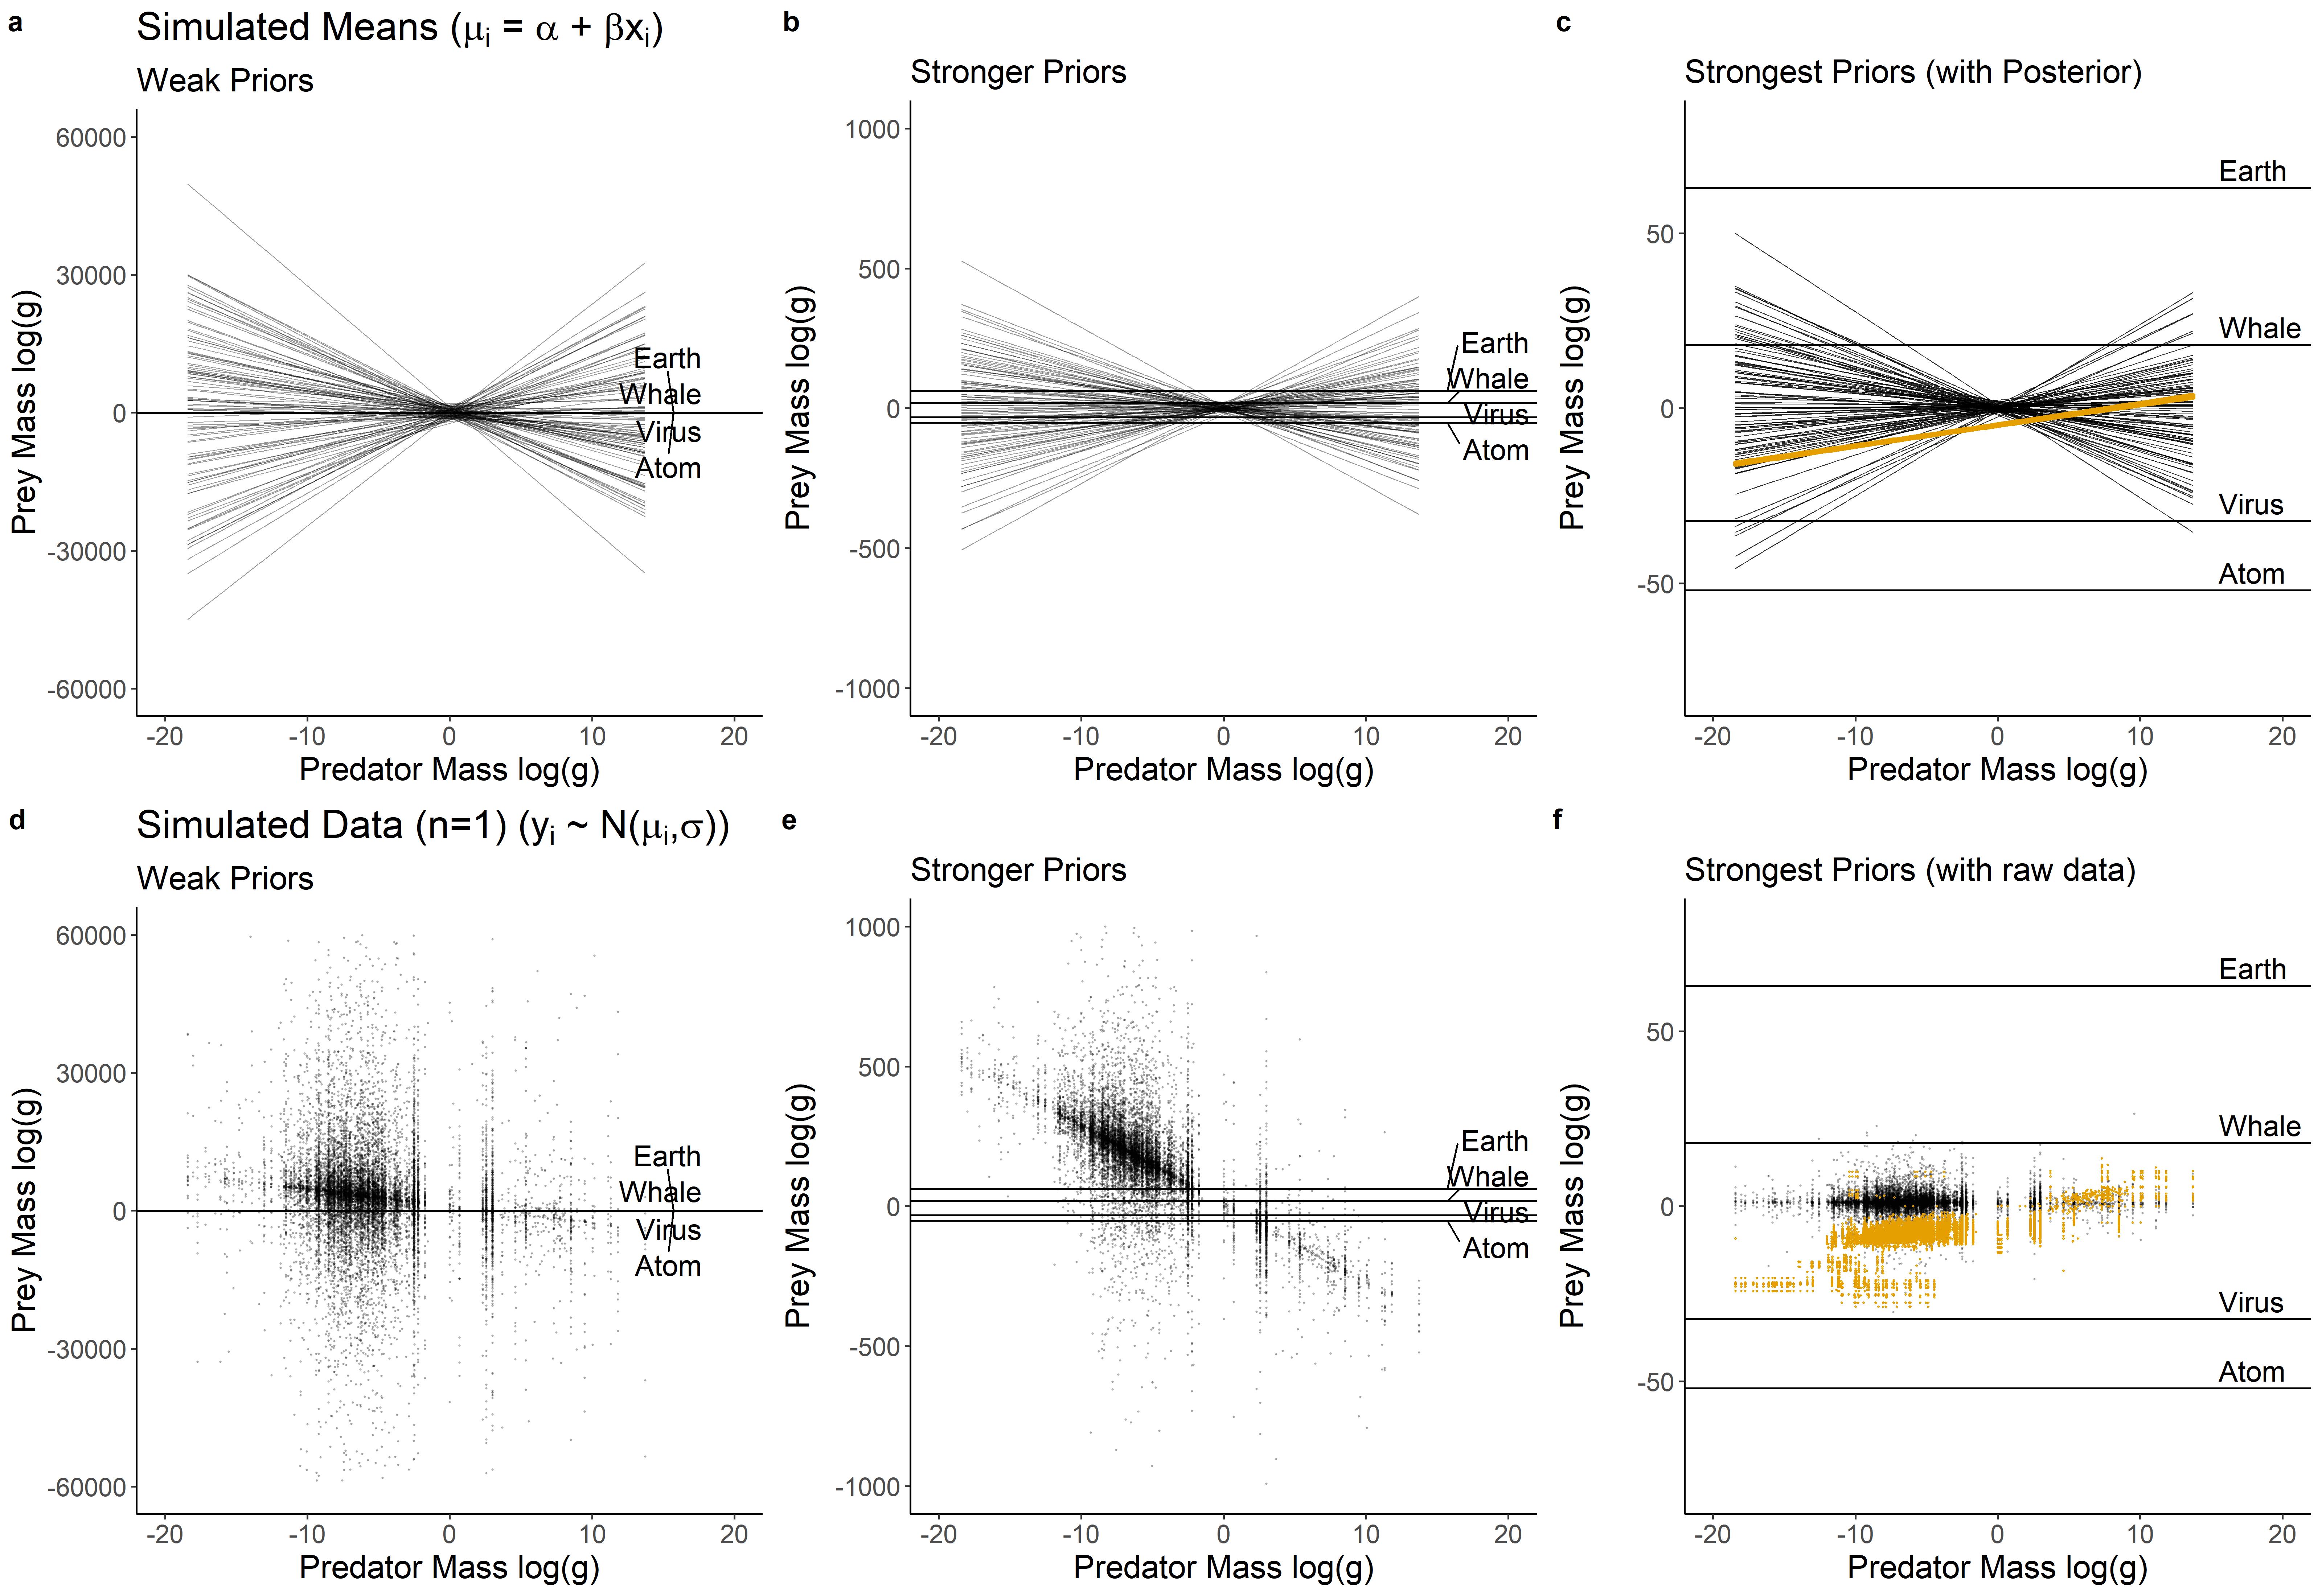 a
Simulated Means (μi = α + βxi)
Weak Priors
60000
30000
0
-30000
-60000
Prey Mass log(g)
Earth
Whale
Virus
Atom
-20 -10 0 10 20
Predator Mass log(g)
b
Stronger Priors
1000
500
0
-500
-1000
Prey Mass log(g)
Earth
Whale
Virus
Atom
-20 -10 0 10 20
Predator Mass log(g)
c
Strongest Priors (with Posterior)
50
0
-50
Prey Mass log(g)
Earth
Whale
Virus
Atom
-20 -10 0 10 20
Predator Mass log(g)
d
Simulated Data (n=1) (yi ~ N(μi,σ))
Weak Priors
60000
30000
0
-30000
-60000
Prey Mass log(g)
Earth
Whale
Virus
Atom
-20 -10 0 10 20
Predator Mass log(g)
e
Stronger Priors
1000
500
0
-500
-1000
Prey Mass log(g)
Earth
Whale
Virus
Atom
-20 -10 0 10 20
Predator Mass log(g)
f
Strongest Priors (with raw data)
50
0
-50
Prey Mass log(g)
Earth
Whale
Virus
Atom
-20 -10 0 10 20
Predator Mass log(g)